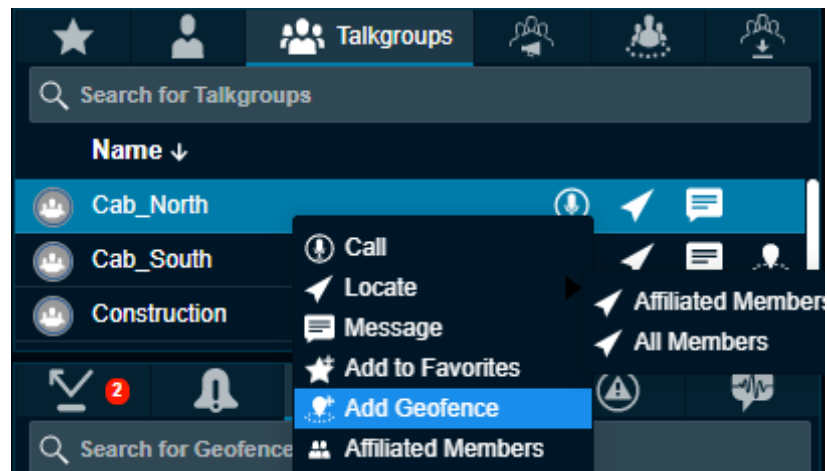 Talkgroups
Search for Talkgroups
Name ↓
Cab_North
Cab_South
Construction
Call
Locate
Message
Add to Favorites
Add Geofence
Affiliated Members
Affiliated Members
All Members
2
Search for Geofence